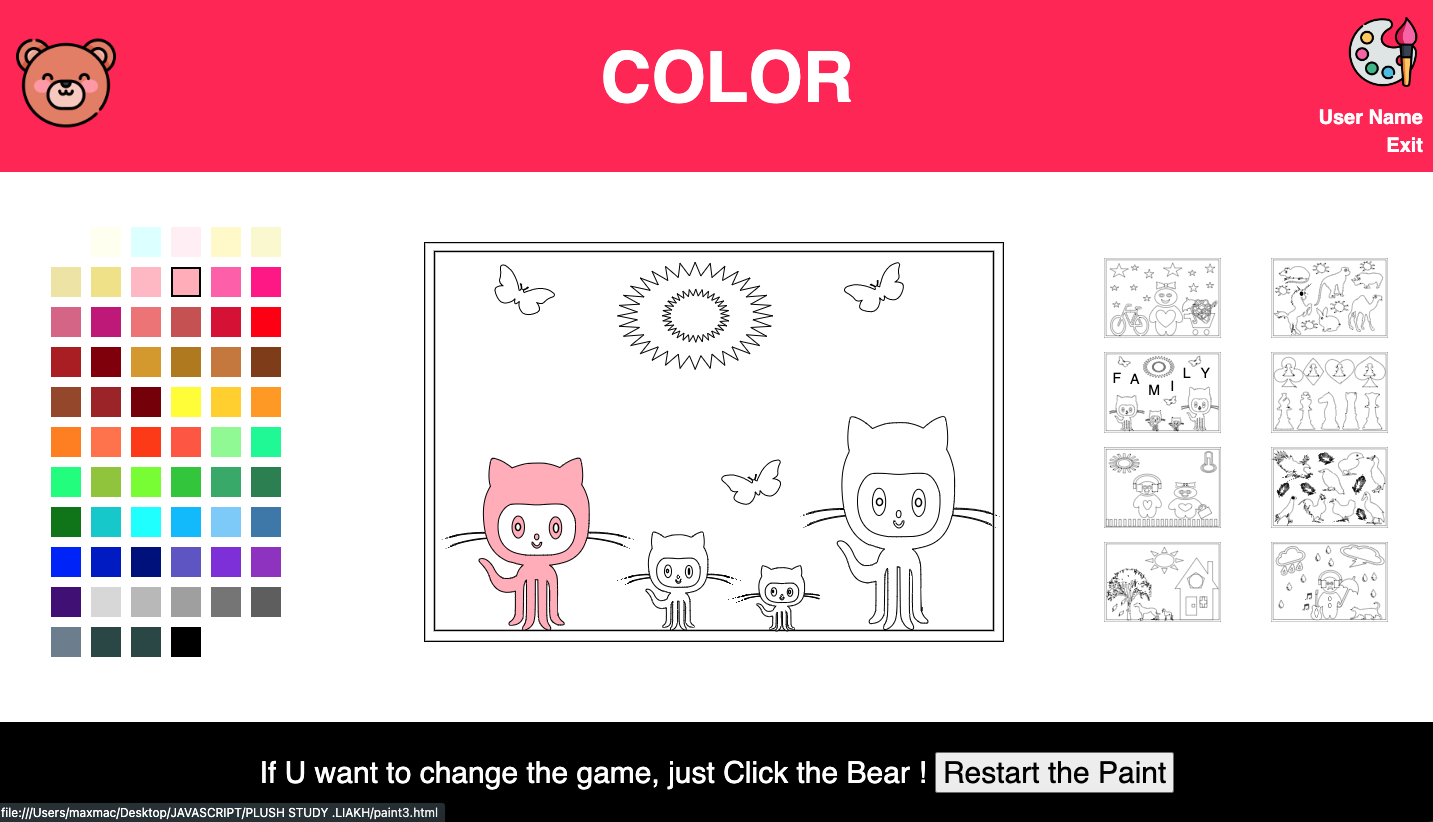 COLOR
User Name
Exit
F A M I L Y
If U want to change the game, just Click the Bear ! Restart the Paint
file:///Users/maxmac/Desktop/JAVASCRIPT/PLUSH STUDY .LIAKH/paint3.html